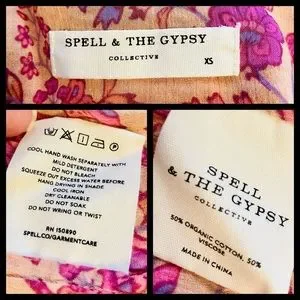 SPELL & THE GYPSY
COLLECTIVE
XS
COOL HAND WASH SEPARATELY WITH
MILD DETERGENT
DO NOT BLEACH
SQUEEZE OUT EXCESS WATER BEFORE
HANG DRYING IN SHADE
COOL IRON
DRY CLEANABLE
DO NOT SOAK
DO NOT WRING OR TWIST
RN 150890
SPELL.CO/GARMENTCARE
SPELL
& THE GYPSY
COLLECTIVE
50% ORGANIC COTTON, 50%
VISCOSE
MADE IN CHINA